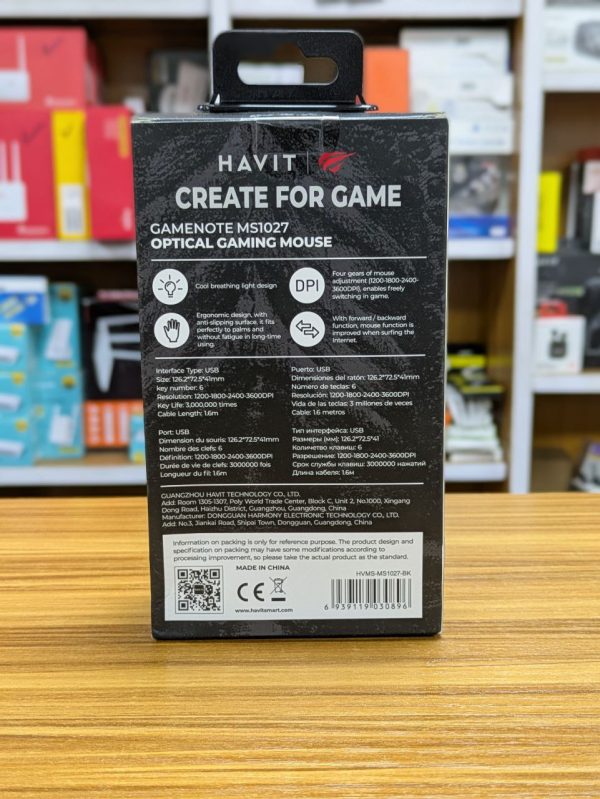 HAVIT
CREATE FOR GAME
GAMENOTE MS1027
OPTICAL GAMING MOUSE
Cool breathing light design
DPI
Four gears of mouse
adjustment (1200-1800-2400-
3600DPI), enables freely
switching in game.
Ergonomic design, with
anti-slipping surface, it fits
perfectly to palms and
without fatigue in long-time
using.
With forward / backward
function, mouse function is
improved when surfing the
Internet.
Interface Type: USB
Size: 126.2*72.5*41mm
key number: 6
Resolution: 1200-1800-2400-3600DPI
Key Life: 3,000,000 times
Cable Length: 1.6m
Puerto: USB
Dimensiones del ratón: 126.2*72.5*41mm
Número de teclas: 6
Resolución: 1200-1800-2400-3600DPI
Vida de las teclas: 3 millones de veces
Cable: 1.6 metros
Port: USB
Dimension du souris: 126.2*72.5*41mm
Nombre des clefs: 6
Définition: 1200-1800-2400-3600DPI
Durée de vie de clefs: 3000000 fois
Longueur du fil: 1.6m
Тип интерфейса: USB
Размеры (мм): 126.2*72.5*41
Количество клавиш: 6
Разрешение: 1200-1800-2400-3600DPI
Срок службы клавиш: 3000000 нажатий
Длина кабеля: 1.6м
GUANGZHOU HAVIT TECHNOLOGY CO., LTD.
Add: Room 1305-1307, Poly World Trade Center, Block C, Unit 2, No.1000, Xingang
Dong Road, Haizhu District, Guangzhou, Guangdong, China
Manufacturer: DONGGUAN HARMONY ELECTRONIC TECHNOLOGY CO., LTD.
Add: No.3, Jiankai Road, Shipai Town, Dongguan, Guangdong, China
Information on packing is only for reference purpose. The product design and
specification on packing may have some modifications according to
processing improvement, so please take the actual product as the standard.
MADE IN CHINA
CE
www.havitsmart.com
HVMS-MS1027-BK
6 939119 030896